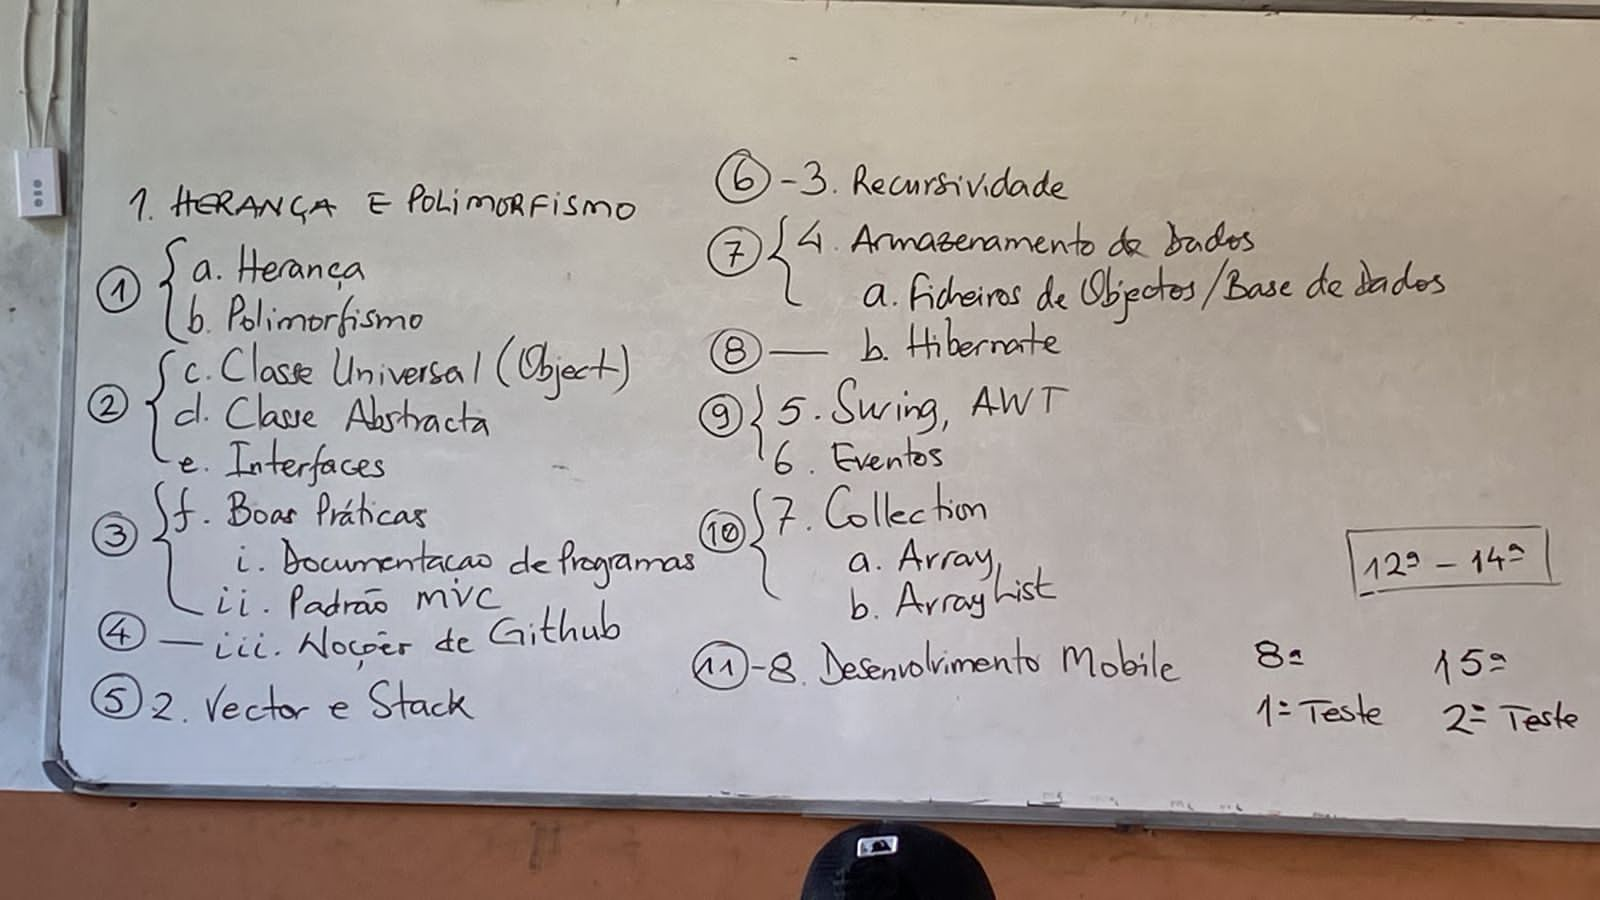 1. HERANÇA E POLIMORFISMO
① a. Herança
b. Polimorfismo
② c. Classe Universal (Object)
d. Classe Abstracta
e. Interfaces
③ f. Boas Práticas
i. Documentacao de Programas
ii. Padrão MVC
④ — iii. Noções de Github
⑤ 2. Vector e Stack
⑥ - 3. Recursividade
⑦ 4. Armazenamento de Dados
a. Ficheiros de Objectos/Base de Dados
⑧ — b. Hibernate
⑨ 5. Swing, AWT
6. Eventos
⑩ 7. Collection
a. Array,
b. ArrayList
⑪ - 8. Desenvolvimento Mobile
12ª - 14ª
8ª
1º Teste
15ª
2º Teste